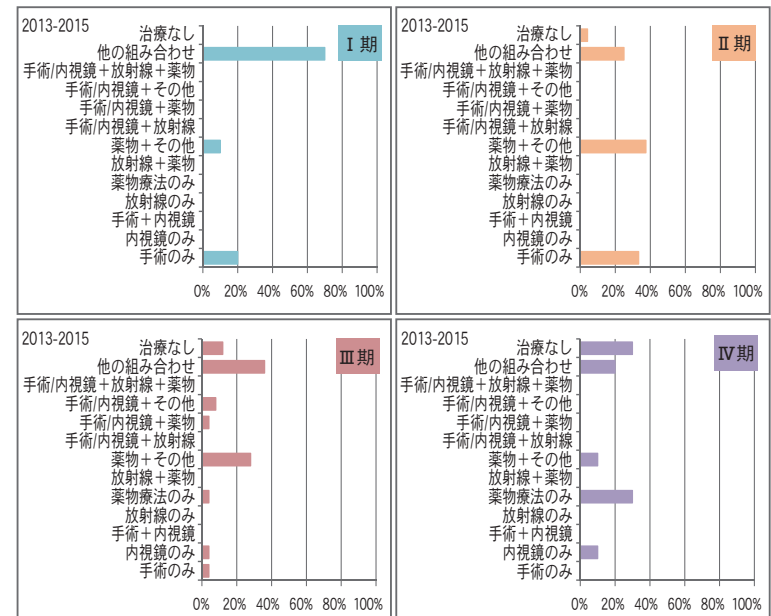 2013-2015
Ⅰ期
治療なし
他の組み合わせ
手術/内視鏡＋放射線＋薬物
手術/内視鏡＋その他
手術/内視鏡＋薬物
手術/内視鏡＋放射線
薬物＋その他
放射線＋薬物
薬物療法のみ
放射線のみ
手術＋内視鏡
内視鏡のみ
手術のみ
0% 20% 40% 60% 80% 100%
2013-2015
Ⅱ期
治療なし
他の組み合わせ
手術/内視鏡＋放射線＋薬物
手術/内視鏡＋その他
手術/内視鏡＋薬物
手術/内視鏡＋放射線
薬物＋その他
放射線＋薬物
薬物療法のみ
放射線のみ
手術＋内視鏡
内視鏡のみ
手術のみ
0% 20% 40% 60% 80% 100%
2013-2015
Ⅲ期
治療なし
他の組み合わせ
手術/内視鏡＋放射線＋薬物
手術/内視鏡＋その他
手術/内視鏡＋薬物
手術/内視鏡＋放射線
薬物＋その他
放射線＋薬物
薬物療法のみ
放射線のみ
手術＋内視鏡
内視鏡のみ
手術のみ
0% 20% 40% 60% 80% 100%
2013-2015
Ⅳ期
治療なし
他の組み合わせ
手術/内視鏡＋放射線＋薬物
手術/内視鏡＋その他
手術/内視鏡＋薬物
手術/内視鏡＋放射線
薬物＋その他
放射線＋薬物
薬物療法のみ
放射線のみ
手術＋内視鏡
内視鏡のみ
手術のみ
0% 20% 40% 60% 80% 100%